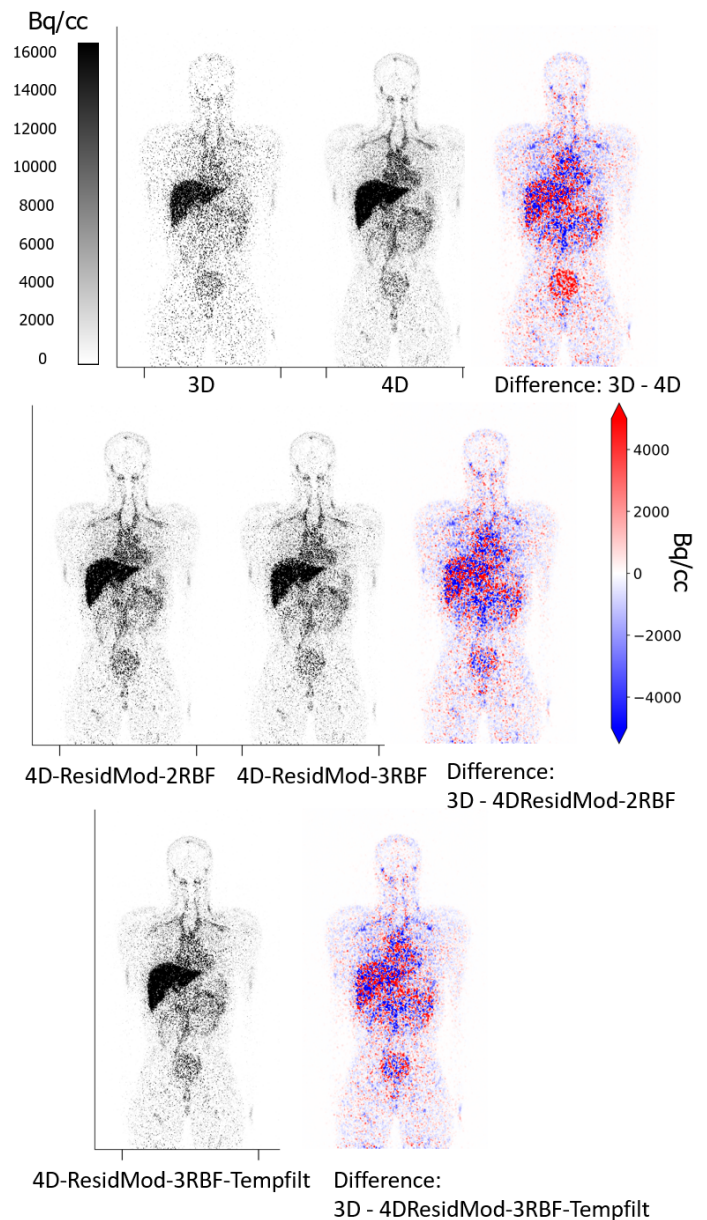 Bq/cc
16000
14000
12000
10000
8000
6000
4000
2000
0
3D
4D
Difference: 3D - 4D
4000
2000
0
−2000
−4000
Bq/cc
4D-ResidMod-2RBF
4D-ResidMod-3RBF
Difference:
3D - 4DResidMod-2RBF
4D-ResidMod-3RBF-Tempfilt
Difference:
3D - 4DResidMod-3RBF-Tempfilt